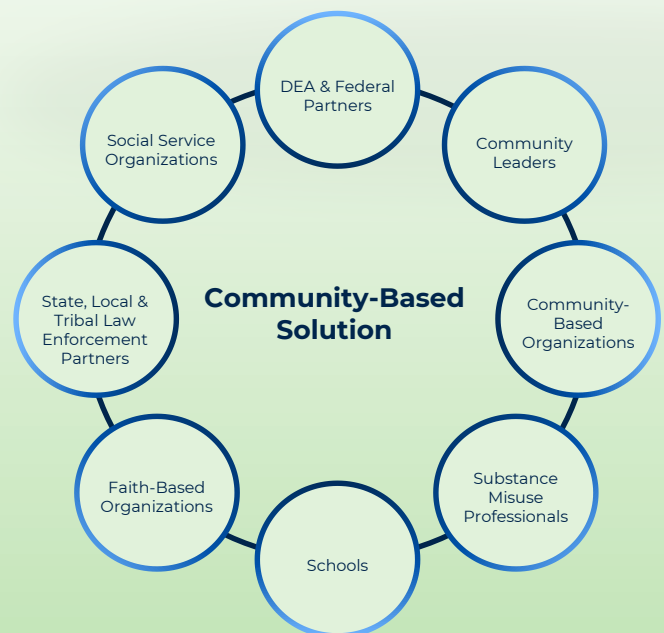 DEA & Federal
Partners
Community
Leaders
Community-
Based
Organizations
Substance
Misuse
Professionals
Schools
Faith-Based
Organizations
State, Local &
Tribal Law
Enforcement
Partners
Social Service
Organizations
Community-Based
Solution